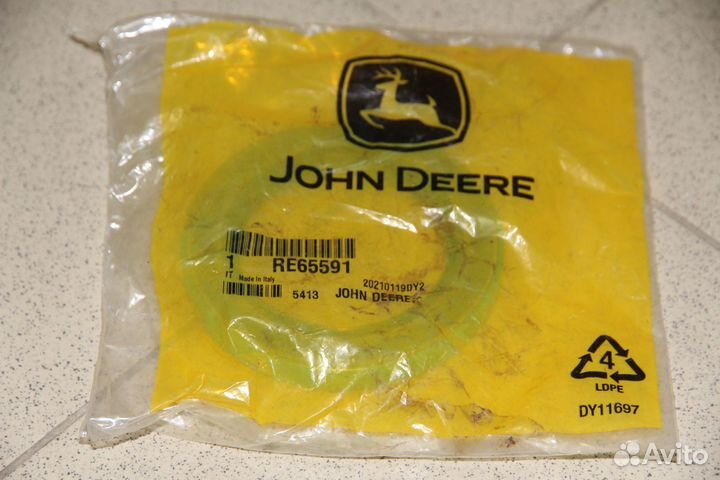 JOHN DEERE
1 RE65591
IT Made in Italy
20210119DY2
5413 JOHN DEERE
4
LDPE
DY11697
Avito